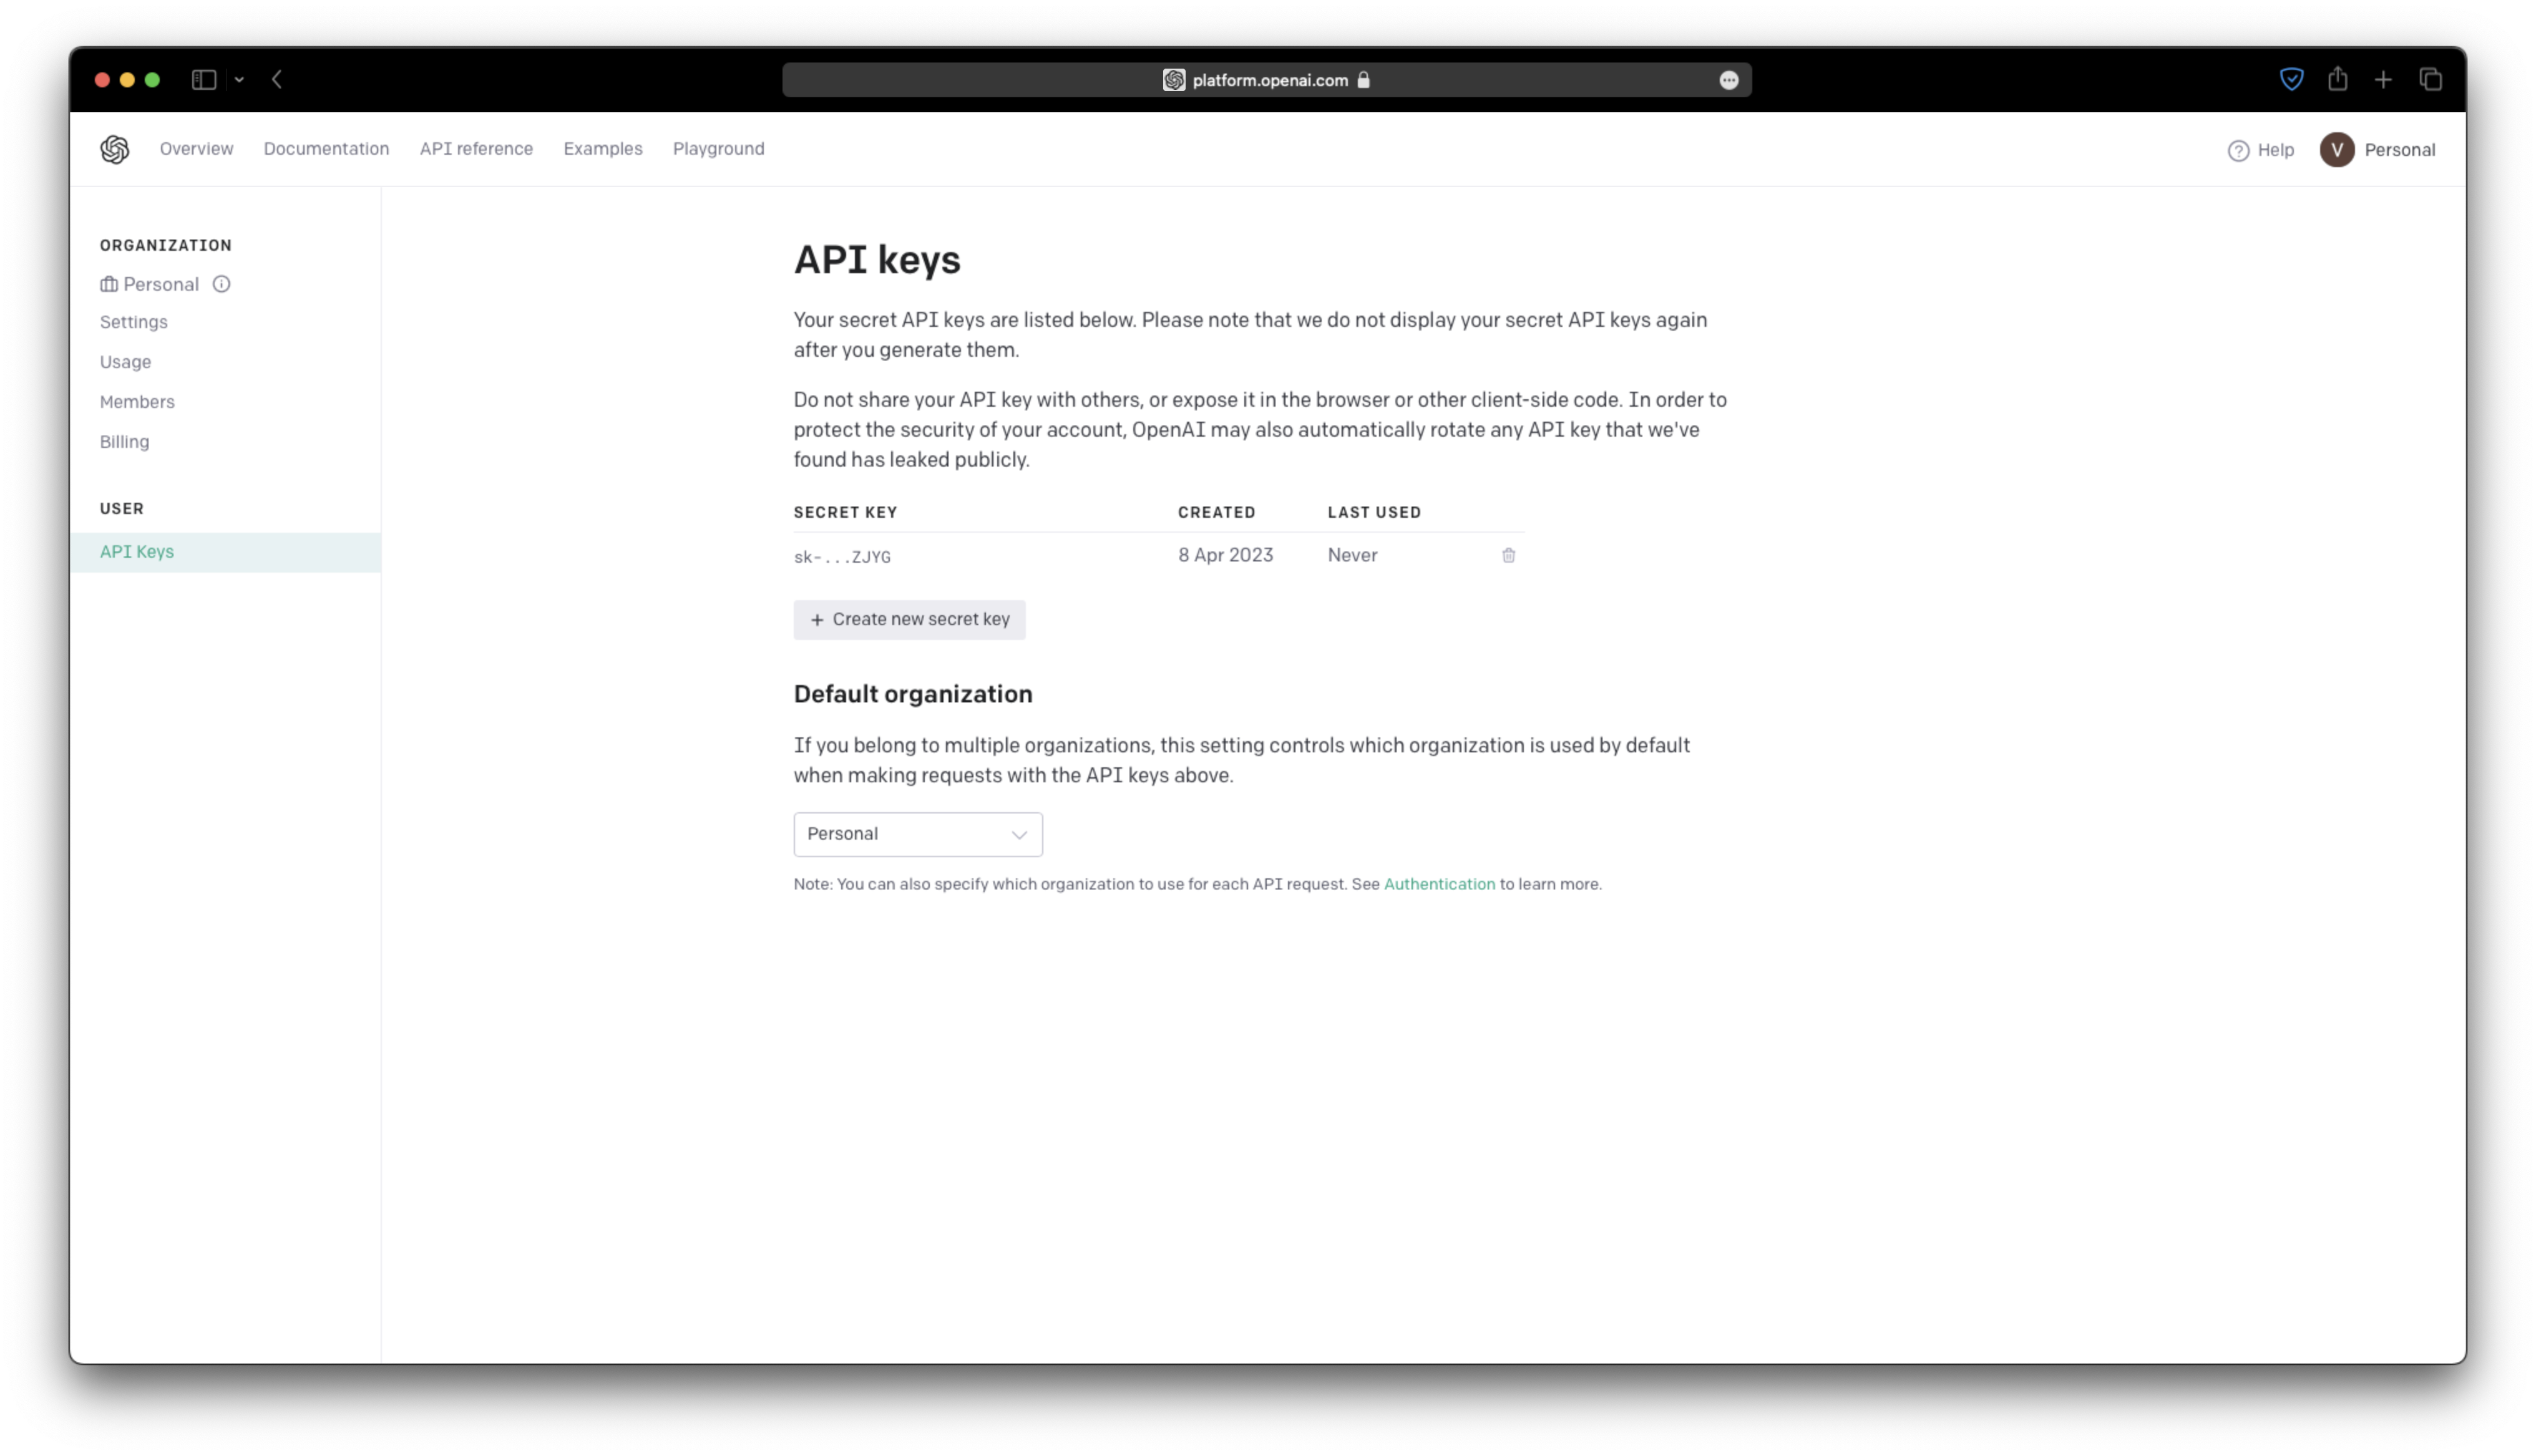 platform.openai.com
Overview Documentation API reference Examples Playground
Help V Personal
ORGANIZATION
Personal
Settings
Usage
Members
Billing
USER
API Keys
API keys
Your secret API keys are listed below. Please note that we do not display your secret API keys again
after you generate them.
Do not share your API key with others, or expose it in the browser or other client-side code. In order to
protect the security of your account, OpenAI may also automatically rotate any API key that we've
found has leaked publicly.
SECRET KEY CREATED LAST USED
sk-...ZJYG 8 Apr 2023 Never
+ Create new secret key
Default organization
If you belong to multiple organizations, this setting controls which organization is used by default
when making requests with the API keys above.
Personal
Note: You can also specify which organization to use for each API request. See Authentication to learn more.